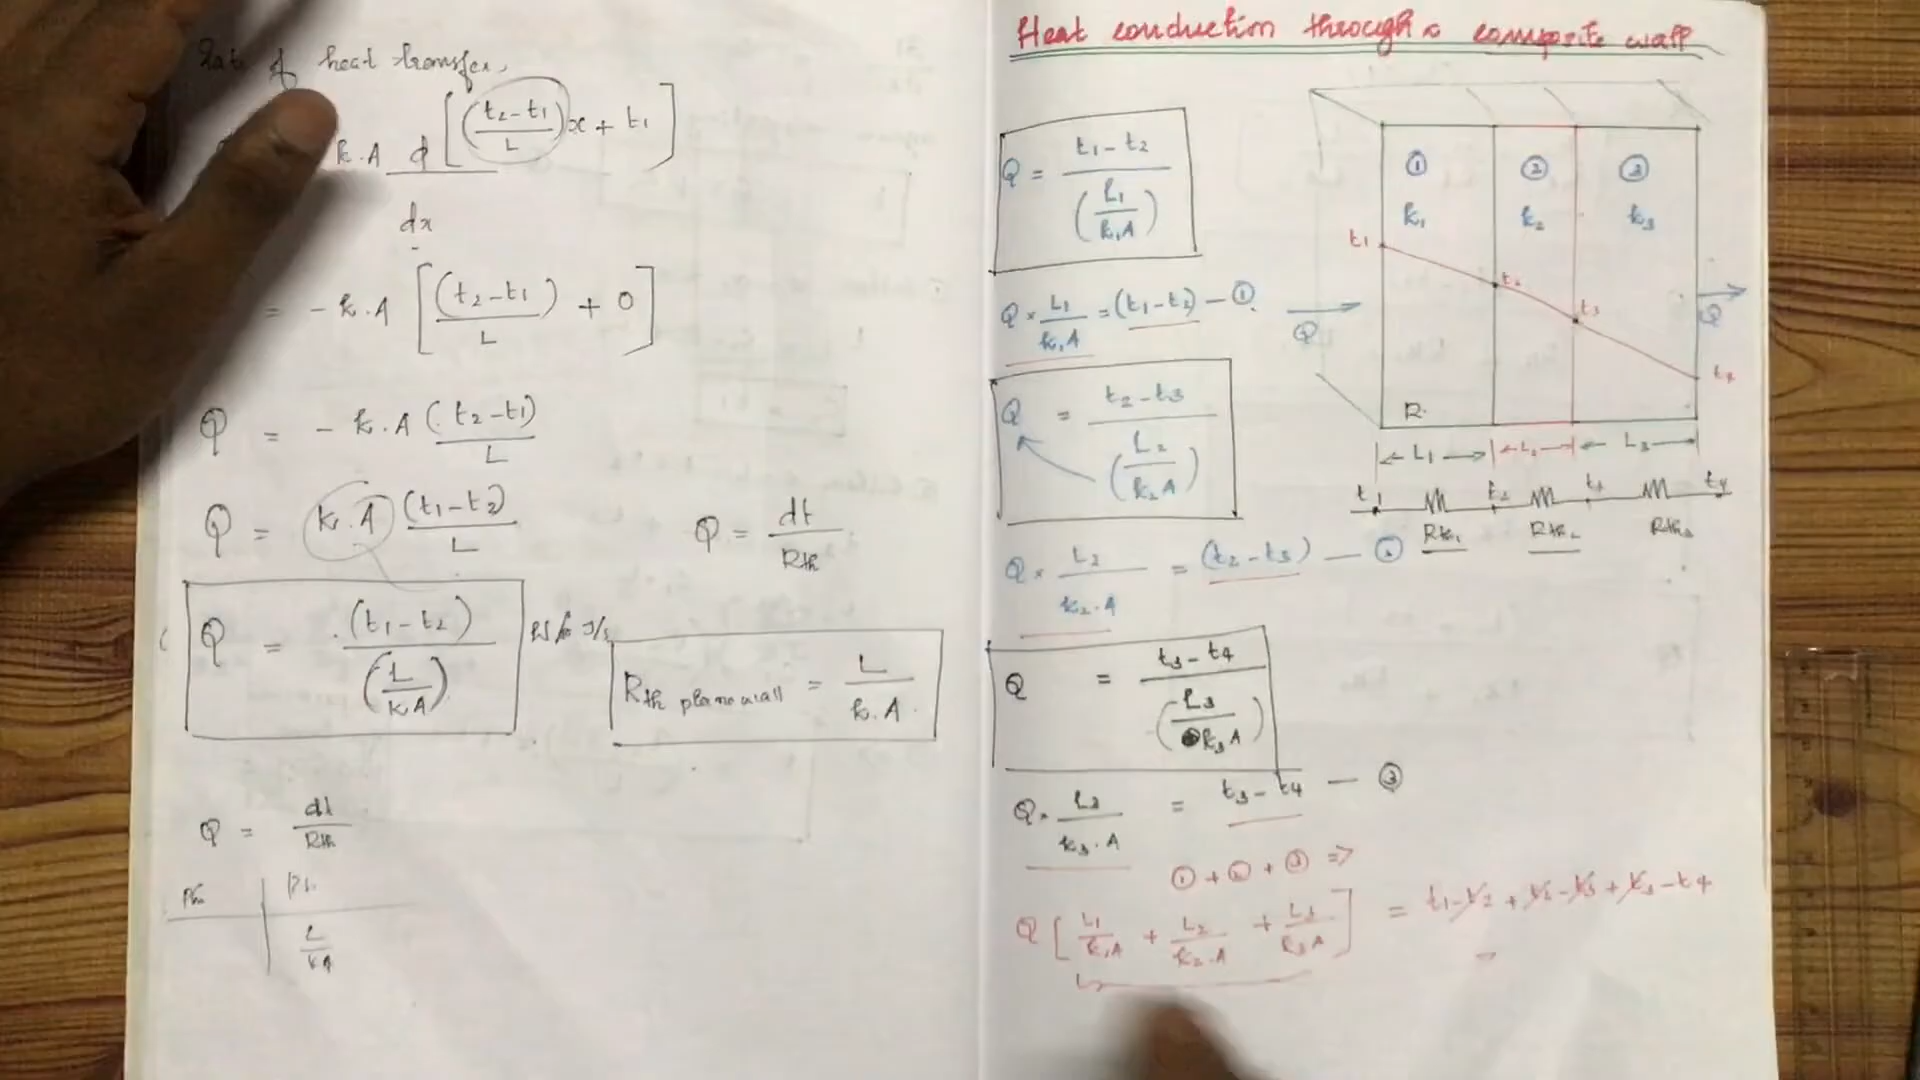 Rate of heat transfer,
k.A d[(t2-t1/L)x + t1]
dx
= -k.A [(t2-t1)/L + 0]
Q = -k.A (t2-t1)/L
Q = k.A (t1-t2)/L
Q = dt/Rth
Q = (t1-t2)/(L/kA)
Rth plane wall = L/k.A
Q = dt/Rth
L/kA
Heat conduction through a composite wall
Q = t1-t2/(L1/k1A)
Q × L1/k1A = (t1-t2) — ①
Q = t2-t3/(L2/k2A)
Q × L2/k2.A = (t2-t3) — ②
Q = t3-t4/(L3/k3A)
Q × L3/k3.A = t3-t4 — ③
①+②+③ =>
Q [L1/k1A + L2/k2.A + L3/k3A] = t1-t2+t2-t3+t3-t4
=
① ② ③
k1 k2 k3
t1
t2
t3
t4
Q
Q
R
L1 L2 L3
t1 t2 t3 t4
Rth1 Rth2 Rth3